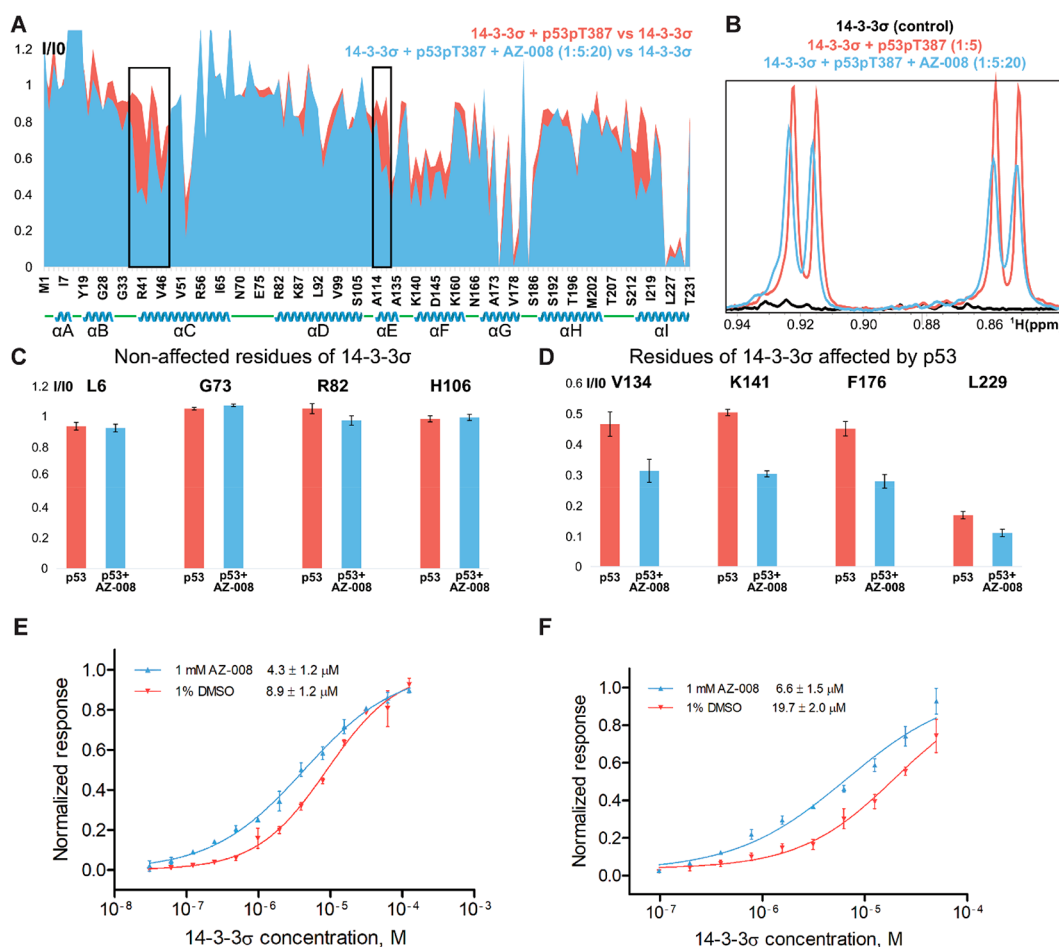 A
14-3-3σ + p53pT387 vs 14-3-3σ
14-3-3σ + p53pT387 + AZ-008 (1:5:20) vs 14-3-3σ
I/I0
1.2
1
0.8
0.6
0.4
0.2
0
M1 I7 Y19 G28 G33 R41 V46 V51 R56 I65 N70 E75 R82 K87 L92 V99 S105 A114 A135 K140 D145 K160 N166 A173 V178 S186 S192 T196 M202 T207 S212 I219 L227 T231
αA αB αC αD αE αF αG αH αI
B
14-3-3σ (control)
14-3-3σ + p53pT387 (1:5)
14-3-3σ + p53pT387 + AZ-008 (1:5:20)
0.94 0.92 0.90 0.88 0.86 ¹H(ppm)
C
Non-affected residues of 14-3-3σ
I/I0 L6 G73 R82 H106
1.2
1
0.8
0.6
0.4
0.2
0
p53 p53+ AZ-008 p53 p53+ AZ-008 p53 p53+ AZ-008 p53 p53+ AZ-008
D
Residues of 14-3-3σ affected by p53
I/I0 V134 K141 F176 L229
0.6
0.5
0.4
0.3
0.2
0.1
0
p53 p53+ AZ-008 p53 p53+ AZ-008 p53 p53+ AZ-008 p53 p53+ AZ-008
E
1 mM AZ-008 4.3 ± 1.2 μM
1% DMSO 8.9 ± 1.2 μM
Normalized response
1.0
0.8
0.6
0.4
0.2
0.0
10⁻⁸ 10⁻⁷ 10⁻⁶ 10⁻⁵ 10⁻⁴ 10⁻³
14-3-3σ concentration, M
F
1 mM AZ-008 6.6 ± 1.5 μM
1% DMSO 19.7 ± 2.0 μM
Normalized response
1.0
0.8
0.6
0.4
0.2
0.0
10⁻⁷ 10⁻⁶ 10⁻⁵ 10⁻⁴
14-3-3σ concentration, M